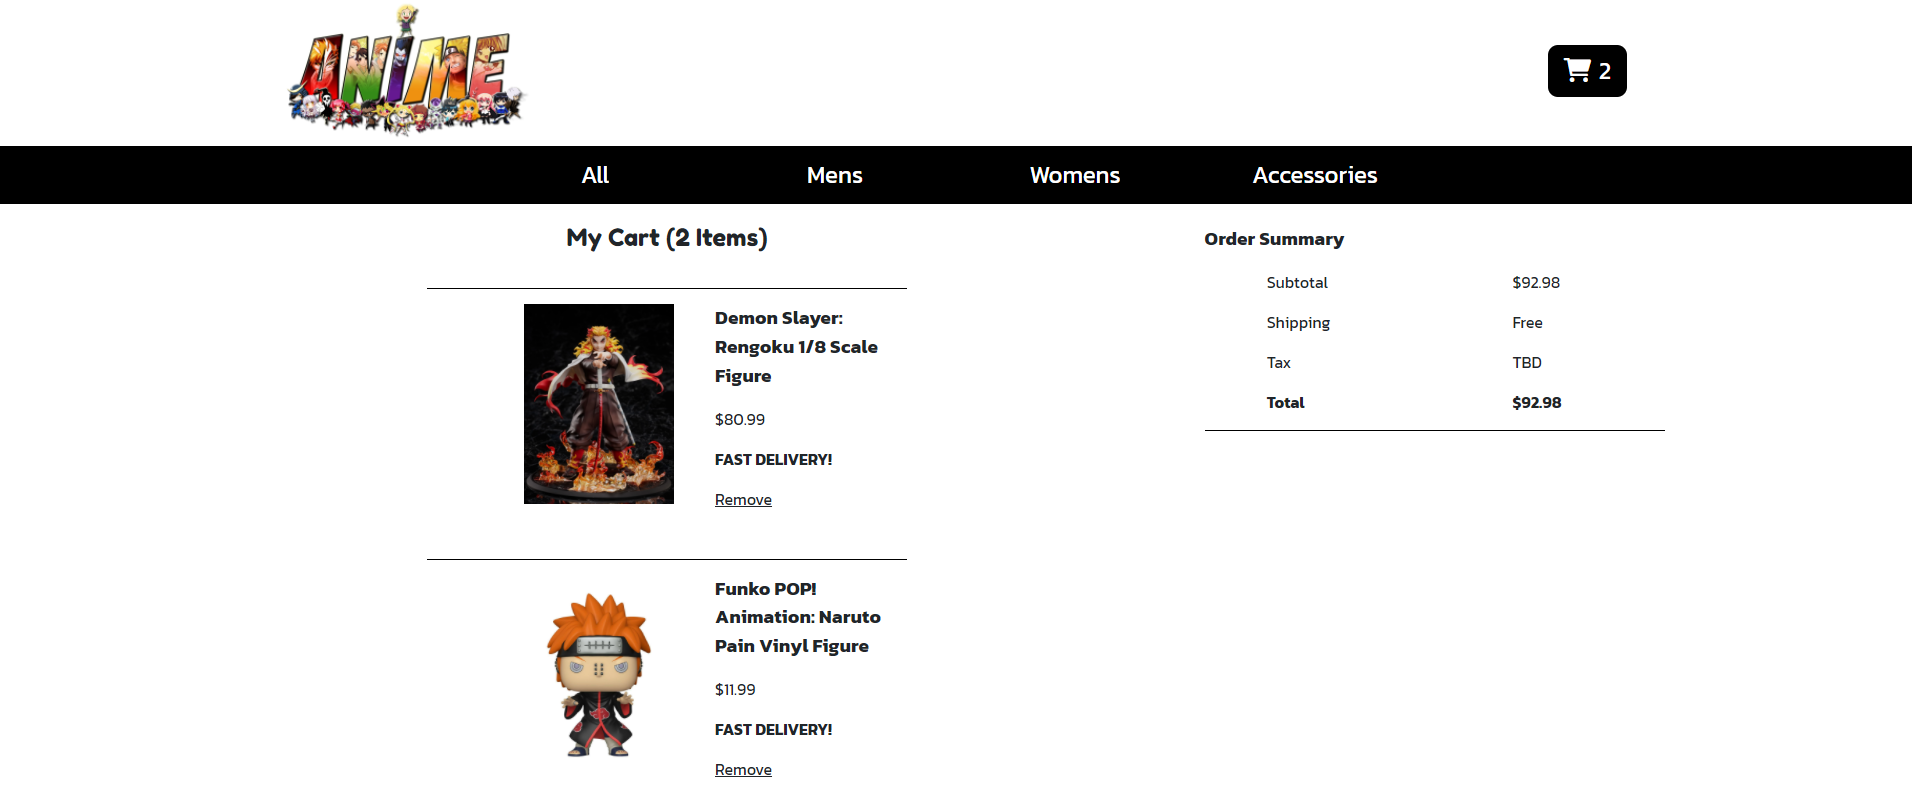 ANIME
2
All Mens Womens Accessories
My Cart (2 Items)
Demon Slayer:
Rengoku 1/8 Scale
Figure
$80.99
FAST DELIVERY!
Remove
Funko POP!
Animation: Naruto
Pain Vinyl Figure
$11.99
FAST DELIVERY!
Remove
Order Summary
Subtotal $92.98
Shipping Free
Tax TBD
Total $92.98